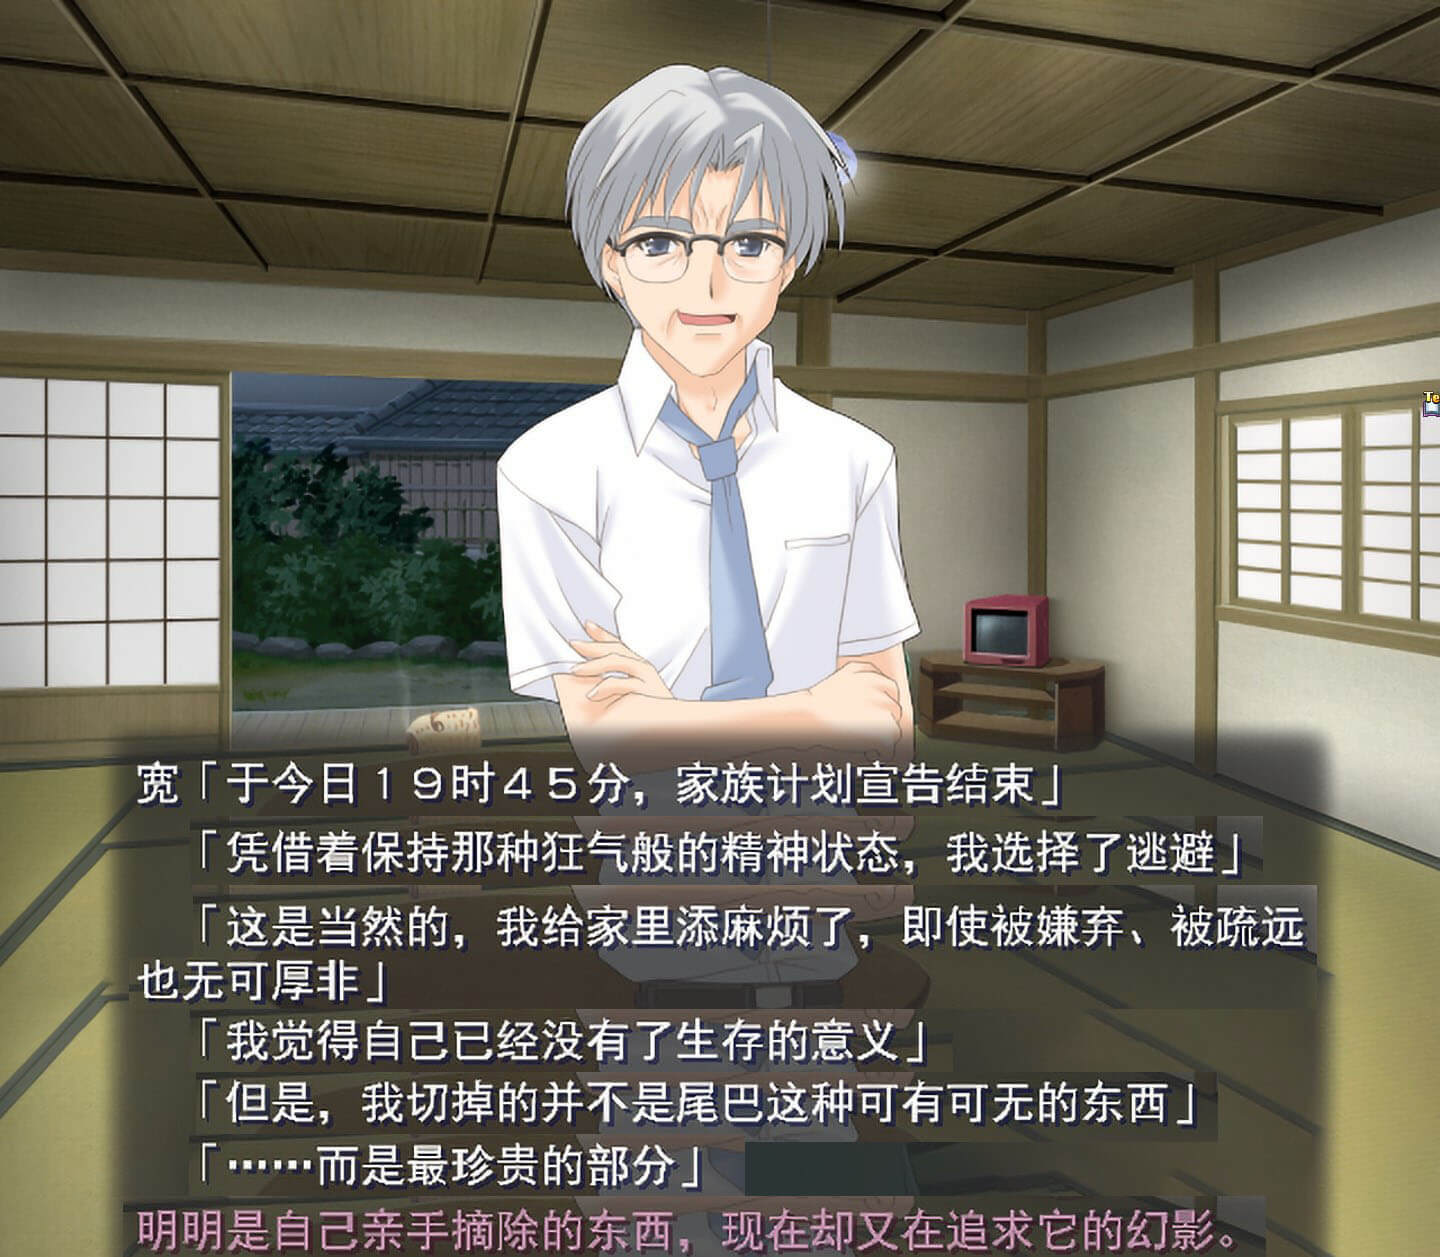 宽「于今日１９时４５分，家族计划宣告结束」
「凭借着保持那种狂气般的精神状态，我选择了逃避」
「这是当然的，我给家里添麻烦了，即使被嫌弃、被疏远
也无可厚非」
「我觉得自己已经没有了生存的意义」
「但是，我切掉的并不是尾巴这种可有可无的东西」
「……而是最珍贵的部分」
明明是自己亲手摘除的东西，现在却又在追求它的幻影。